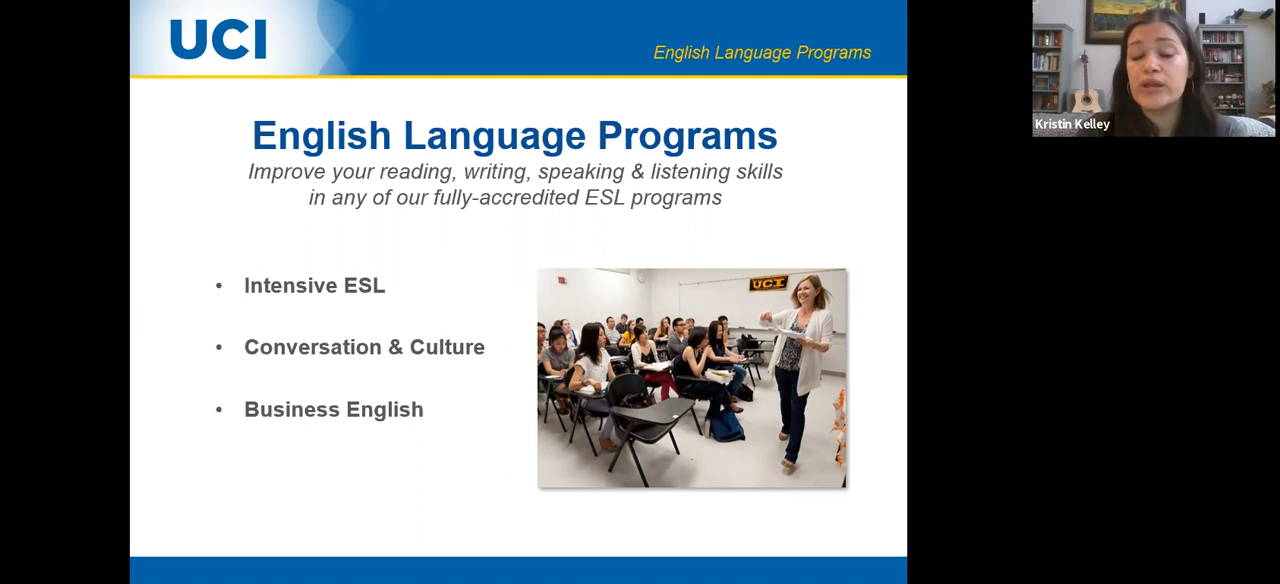 UCI
English Language Programs
English Language Programs
Improve your reading, writing, speaking & listening skills
in any of our fully-accredited ESL programs
• Intensive ESL
• Conversation & Culture
• Business English
UCI
Kristin Kelley